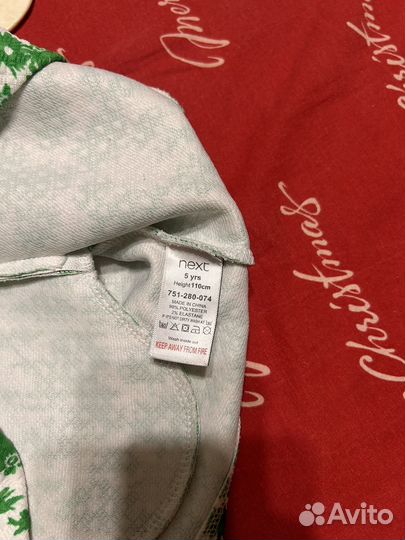 Christmas
next
5 yrs
Height 110cm
751-280-074
MADE IN CHINA
98% POLYESTER
2% ELASTANE
Wash inside out
KEEP AWAY FROM FIRE
Christmas
Christmas
Avito